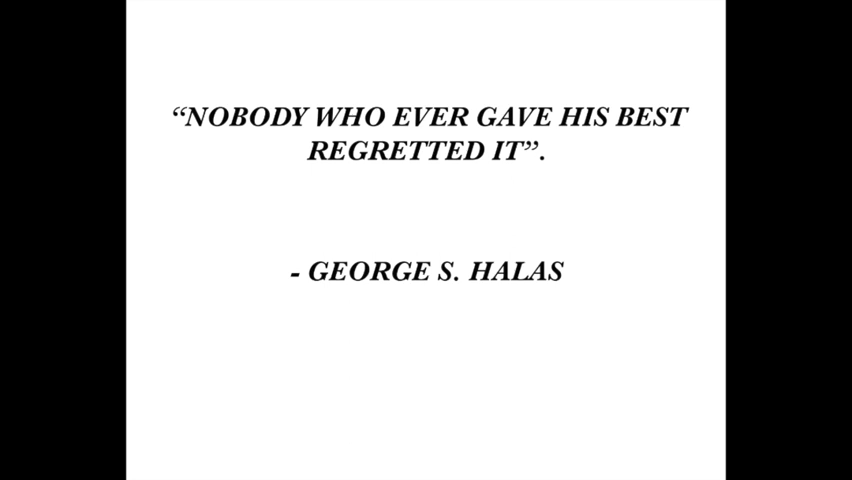 “NOBODY WHO EVER GAVE HIS BEST
REGRETTED IT”.
- GEORGE S. HALAS